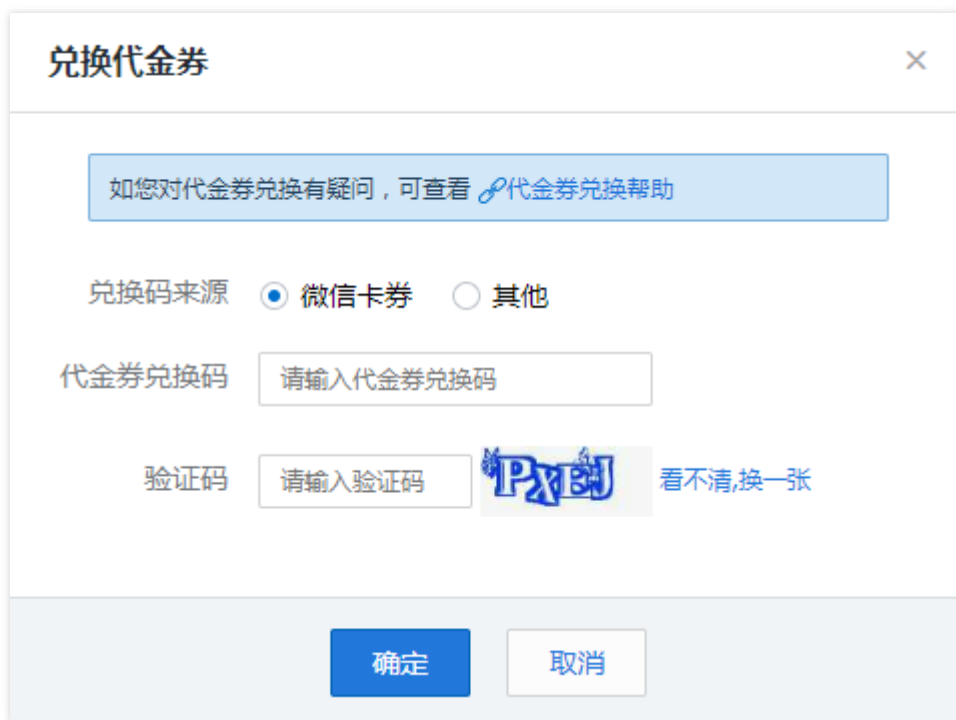 兑换代金券
如您对代金券兑换有疑问，可查看 代金券兑换帮助
兑换码来源 微信卡券 其他
代金券兑换码 请输入代金券兑换码
验证码 请输入验证码 PXEJ 看不清,换一张
确定 取消